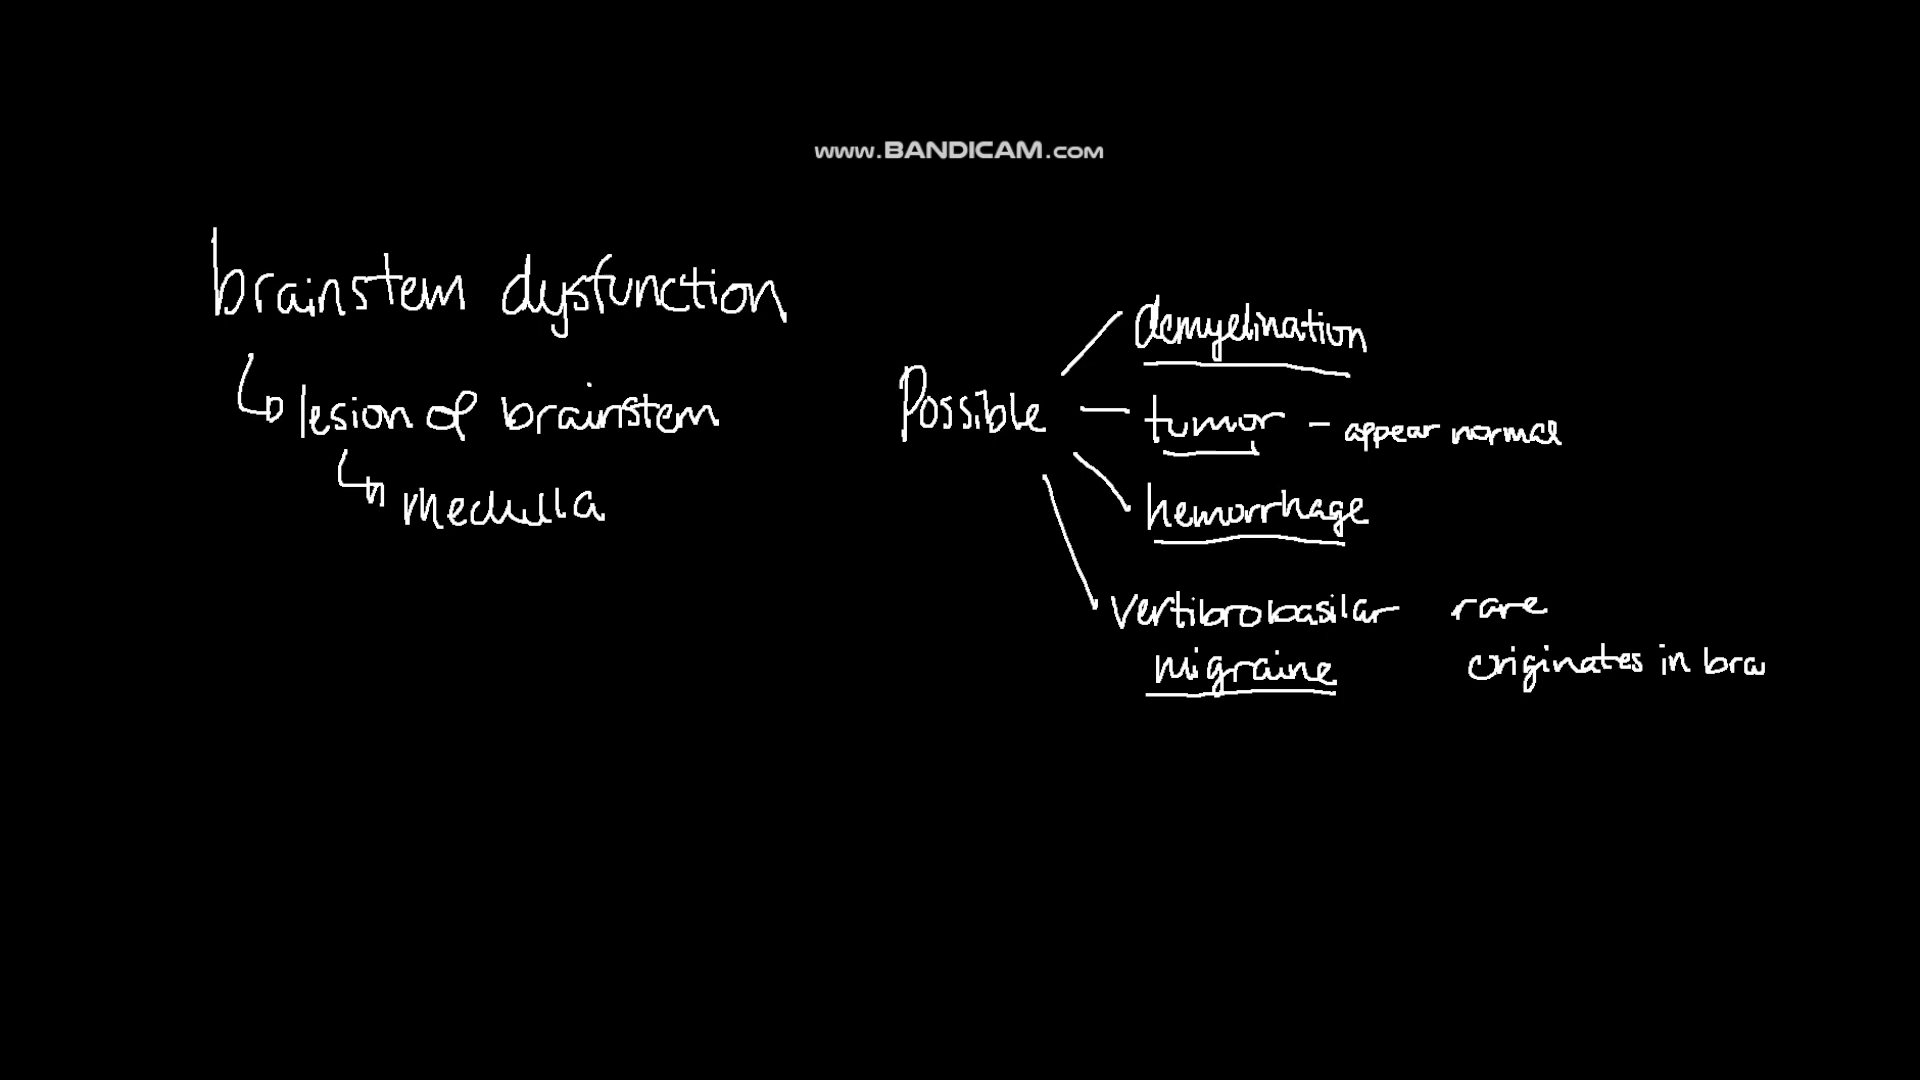 www.BANDICAM.com
brainstem dysfunction
lesion of brainstem
medulla
Possible
demyelination
tumor - appear normal
hemorrhage
vertibrobasilar rare
migraine originates in bra